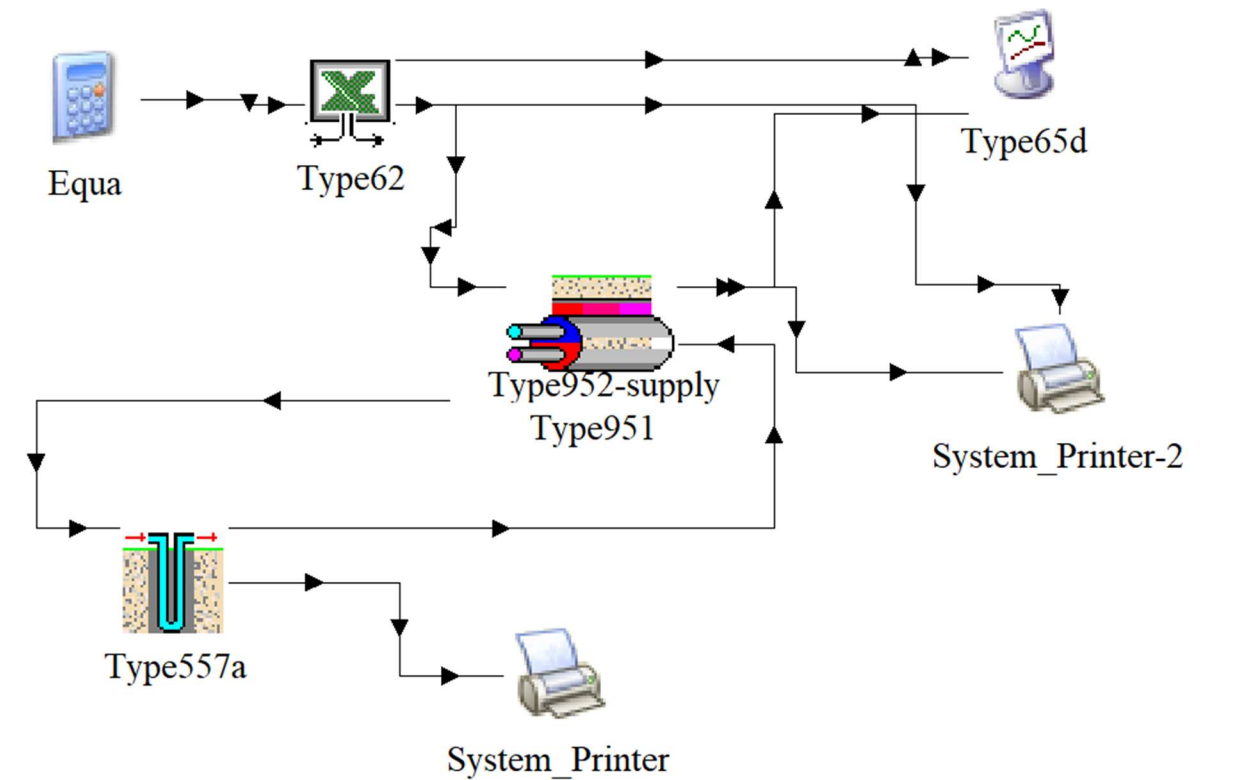 Equa
Type62
Type65d
Type952-supply
Type951
System_Printer-2
Type557a
System_Printer